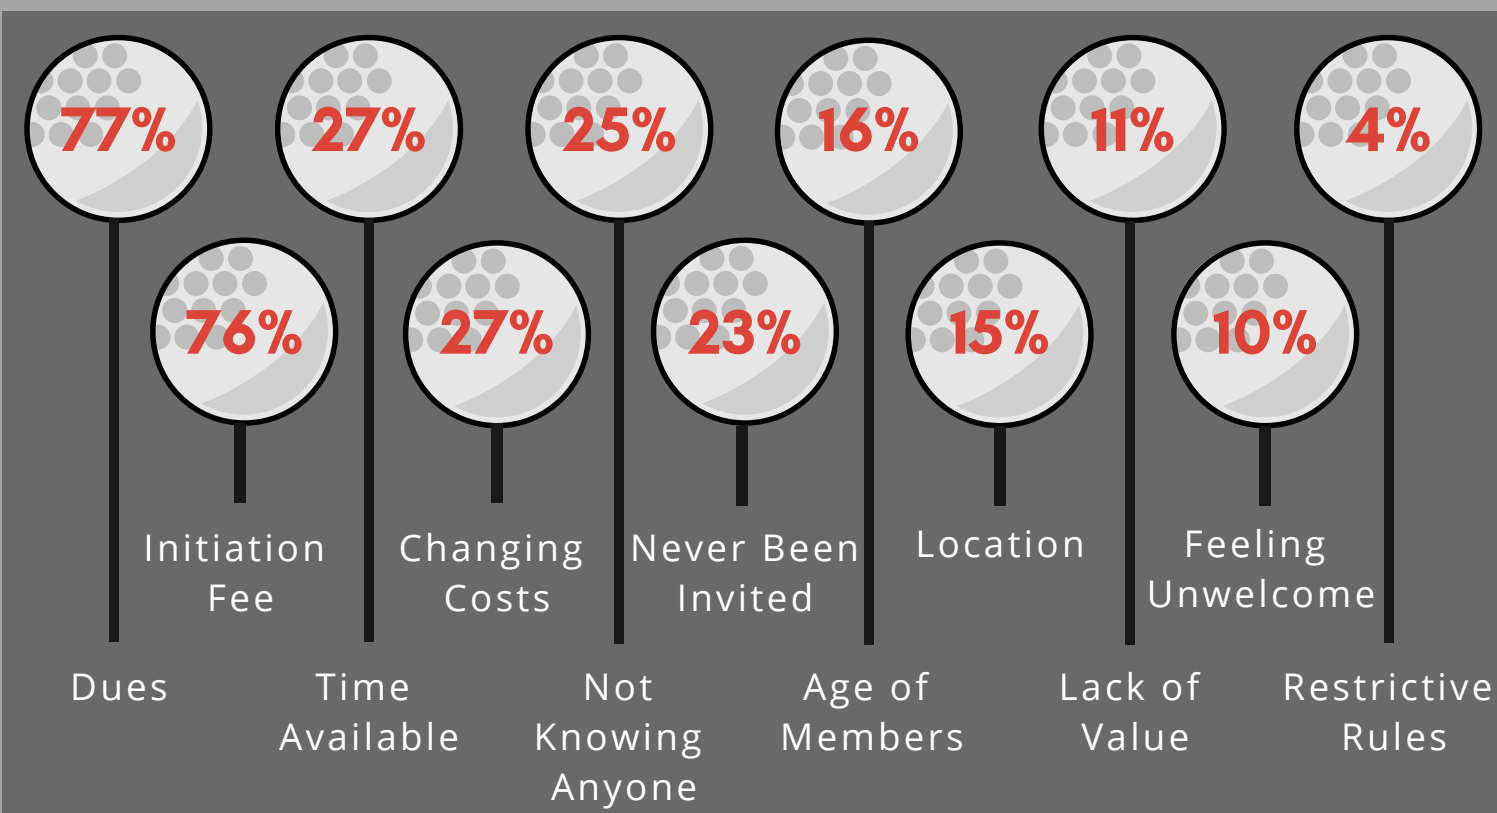 77%
27%
25%
16%
11%
4%
76%
27%
23%
15%
10%
Initiation
Fee
Changing
Costs
Never Been
Invited
Location
Feeling
Unwelcome
Dues
Time
Available
Not
Knowing
Anyone
Age of
Members
Lack of
Value
Restrictive
Rules